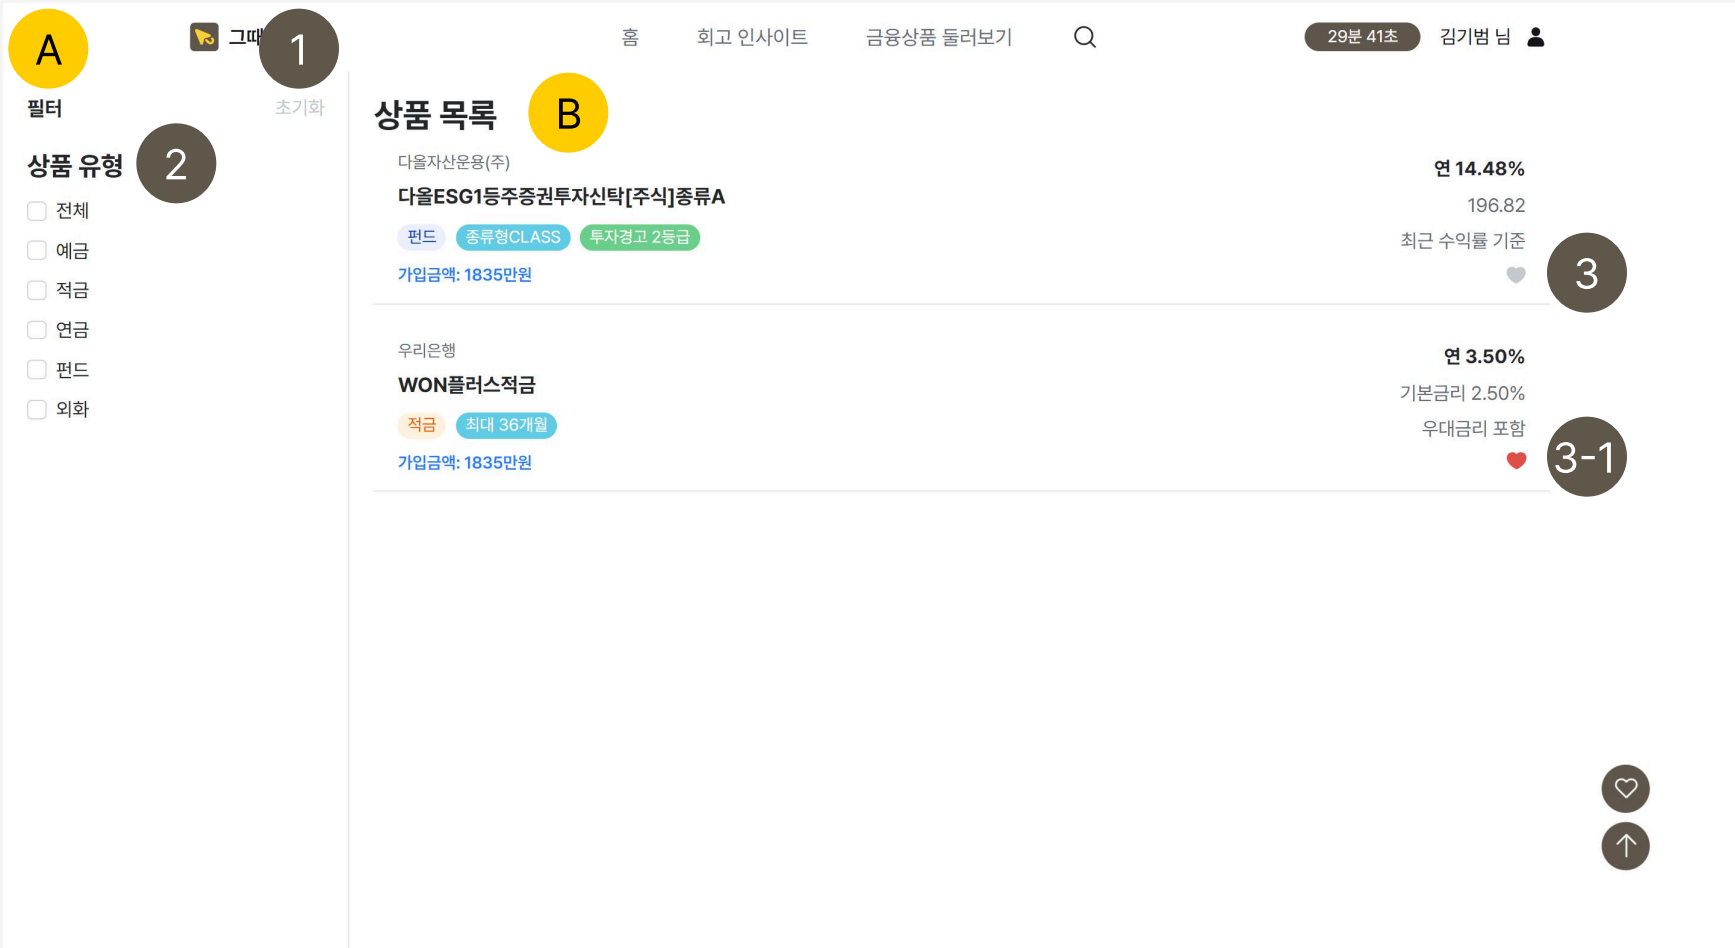 A
그때
1
홈
회고 인사이트
금융상품 둘러보기
29분 41초
김기범 님
필터
초기화
상품 유형
2
전체
예금
적금
연금
펀드
외화
상품 목록
B
다올자산운용(주)
다올ESG1등주증권투자신탁[주식]종류A
펀드 종류형CLASS 투자경고 2등급
가입금액: 1835만원
연 14.48%
196.82
최근 수익률 기준
3
우리은행
WON플러스적금
적금 최대 36개월
가입금액: 1835만원
연 3.50%
기본금리 2.50%
우대금리 포함
3-1